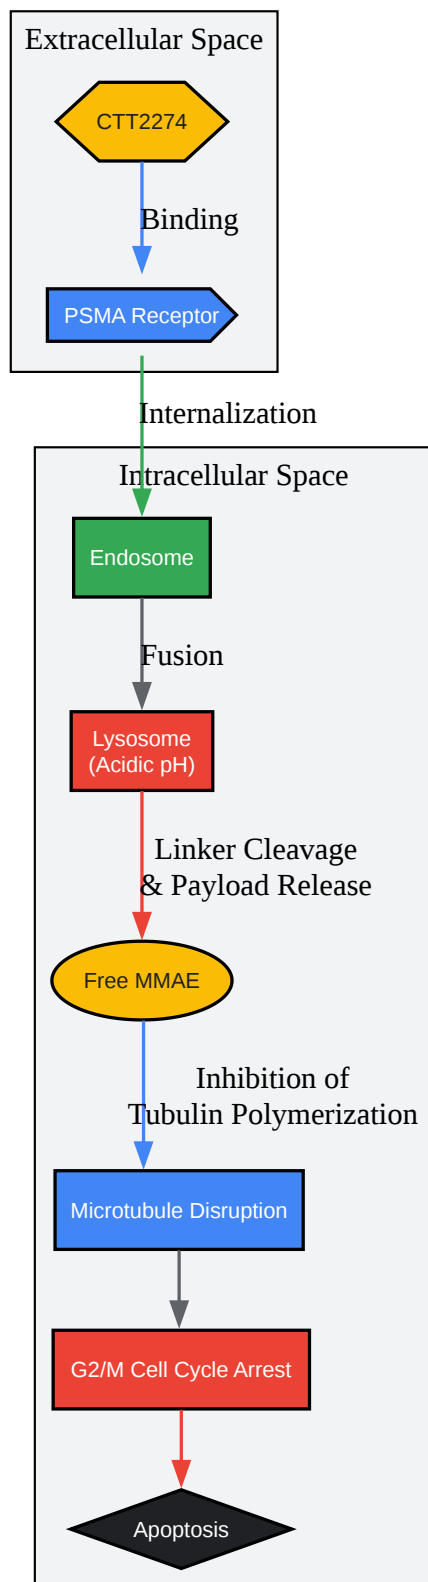 Extracellular Space
CTT2274
Binding
PSMA Receptor
Internalization
Intracellular Space
Endosome
Fusion
Lysosome
(Acidic pH)
Linker Cleavage
& Payload Release
Free MMAE
Inhibition of
Tubulin Polymerization
Microtubule Disruption
G2/M Cell Cycle Arrest
Apoptosis